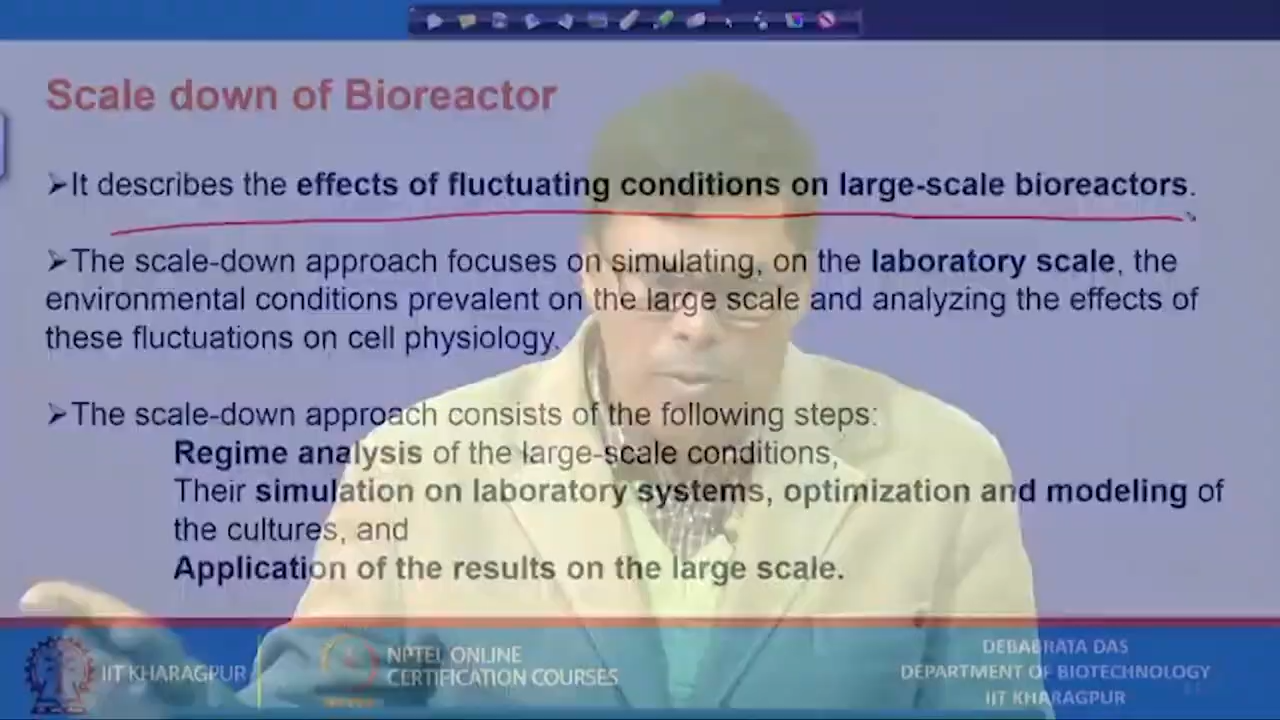 Scale down of Bioreactor
➢It describes the effects of fluctuating conditions on large-scale bioreactors.
➢The scale-down approach focuses on simulating, on the laboratory scale, the
environmental conditions prevalent on the large scale and analyzing the effects of
these fluctuations on cell physiology.
➢The scale-down approach consists of the following steps:
Regime analysis of the large-scale conditions,
Their simulation on laboratory systems, optimization and modeling of
the cultures, and
Application of the results on the large scale.
IIT KHARAGPUR
NPTEL ONLINE
CERTIFICATION COURSES
DEBABRATA DAS
DEPARTMENT OF BIOTECHNOLOGY
IIT KHARAGPUR